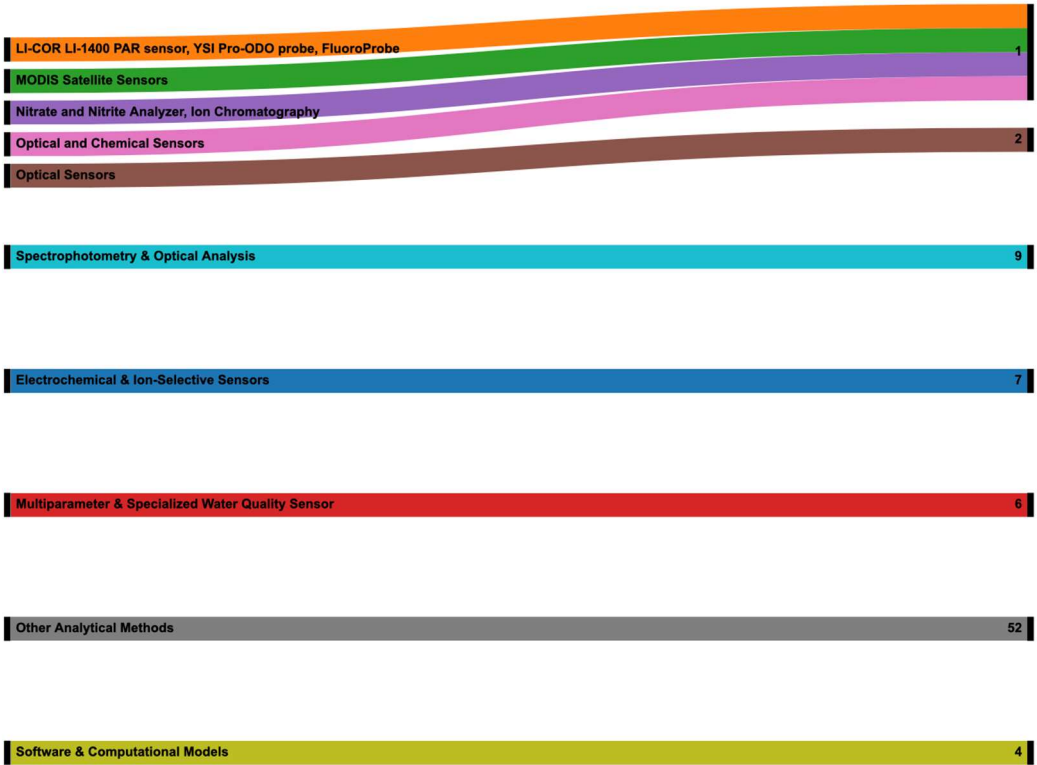 LI-COR LI-1400 PAR sensor, YSI Pro-ODO probe, FluoroProbe
1
MODIS Satellite Sensors
Nitrate and Nitrite Analyzer, Ion Chromatography
Optical and Chemical Sensors
2
Optical Sensors
Spectrophotometry & Optical Analysis 9
Electrochemical & Ion-Selective Sensors 7
Multiparameter & Specialized Water Quality Sensor 6
Other Analytical Methods 52
Software & Computational Models 4